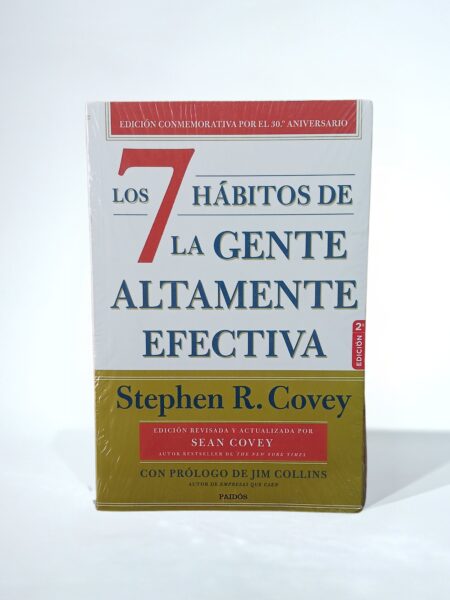 EDICIÓN CONMEMORATIVA POR EL 30.º ANIVERSARIO
LOS 7 HÁBITOS DE
LA GENTE
ALTAMENTE
EFECTIVA
EDICIÓN 2ª
Stephen R. Covey
EDICIÓN REVISADA Y ACTUALIZADA POR
SEAN COVEY
AUTOR BESTSELLER DE THE NEW YORK TIMES
CON PRÓLOGO DE JIM COLLINS
AUTOR DE EMPRESAS QUE CAEN
PAIDÓS